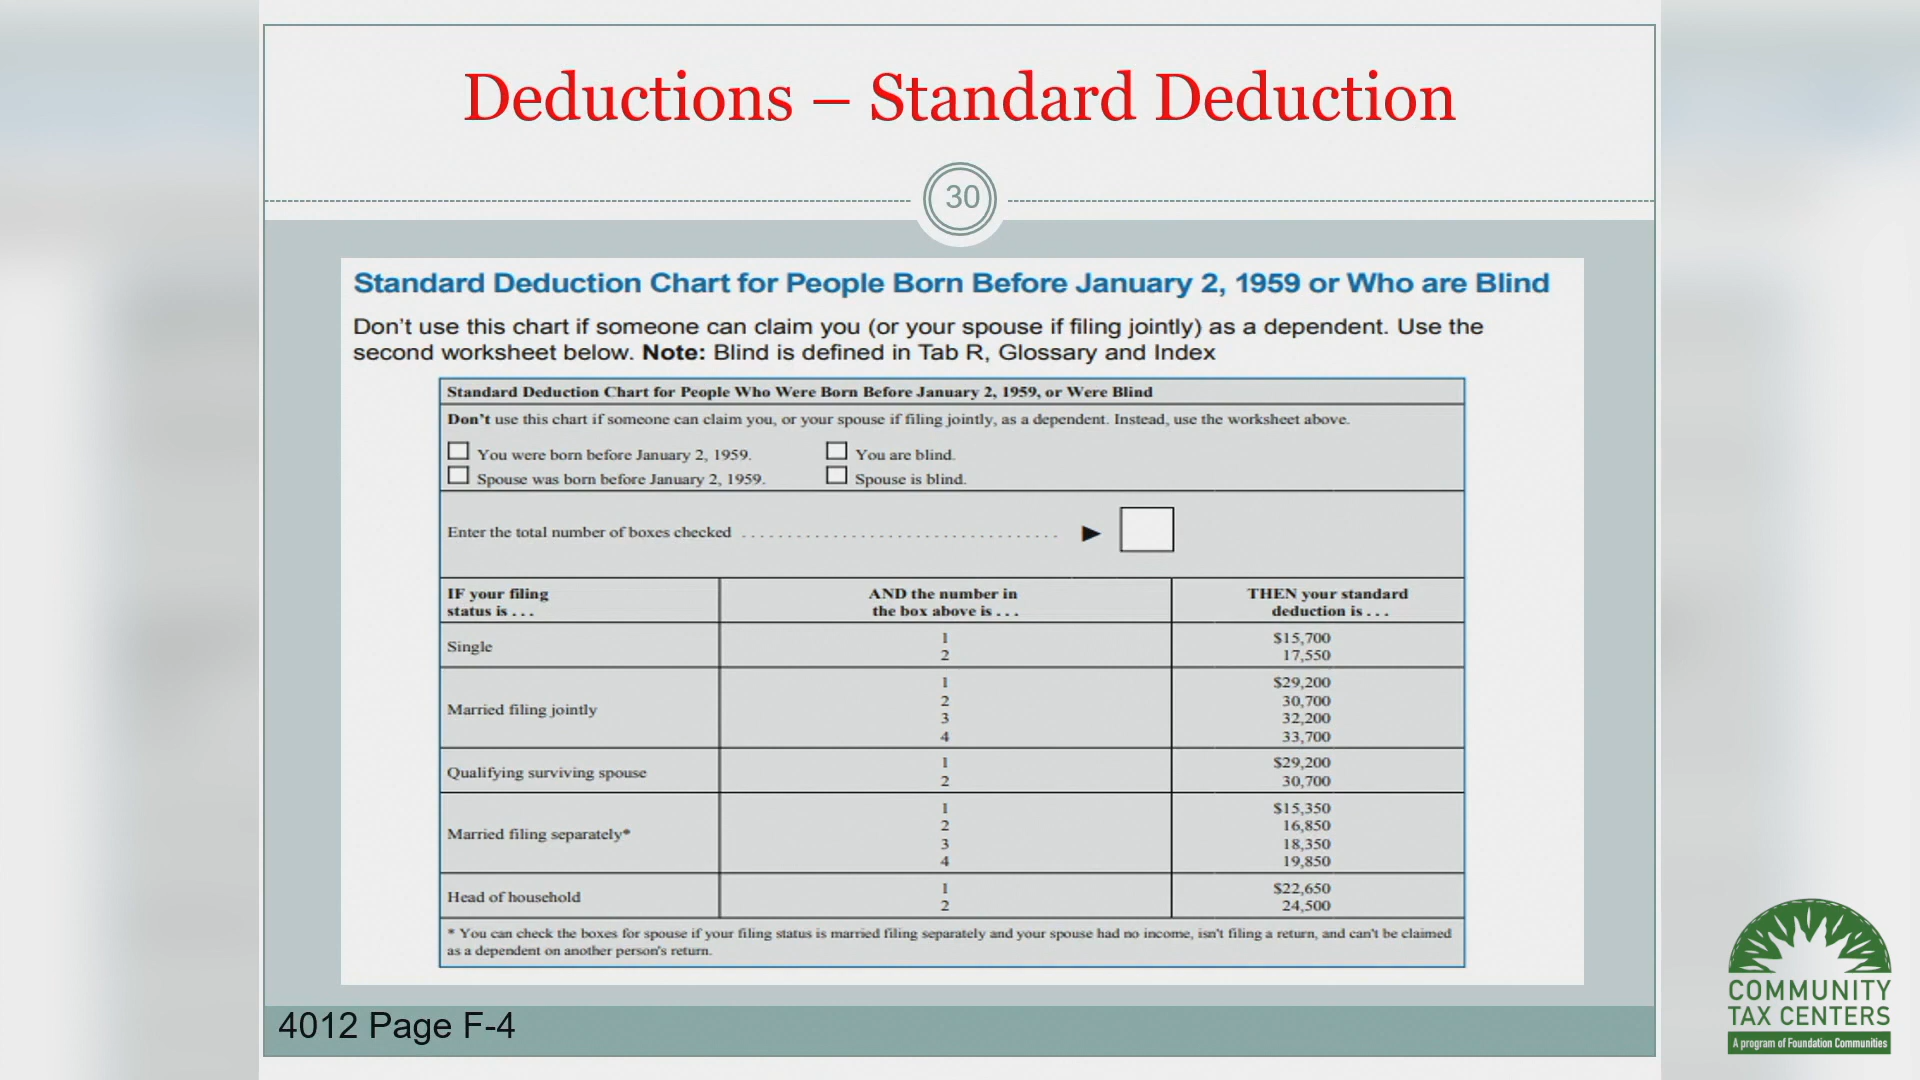 Deductions – Standard Deduction
30
Standard Deduction Chart for People Born Before January 2, 1959 or Who are Blind
Don't use this chart if someone can claim you (or your spouse if filing jointly) as a dependent. Use the
second worksheet below. Note: Blind is defined in Tab R, Glossary and Index
Standard Deduction Chart for People Who Were Born Before January 2, 1959, or Were Blind
Don't use this chart if someone can claim you, or your spouse if filing jointly, as a dependent. Instead, use the worksheet above.
You were born before January 2, 1959. You are blind.
Spouse was born before January 2, 1959. Spouse is blind.
Enter the total number of boxes checked
IF your filing AND the number in THEN your standard
status is . . . the box above is . . . deduction is . . .
Single
1 $15,700
2 17,550
Married filing jointly
1 $29,200
2 30,700
3 32,200
4 33,700
Qualifying surviving spouse
1 $29,200
2 30,700
Married filing separately*
1 $15,350
2 16,850
3 18,350
4 19,850
Head of household
1 $22,650
2 24,500
* You can check the boxes for spouse if your filing status is married filing separately and your spouse had no income, isn't filing a return, and can't be claimed
as a dependent on another person's return.
4012 Page F-4
COMMUNITY
TAX CENTERS
A program of Foundation Communities